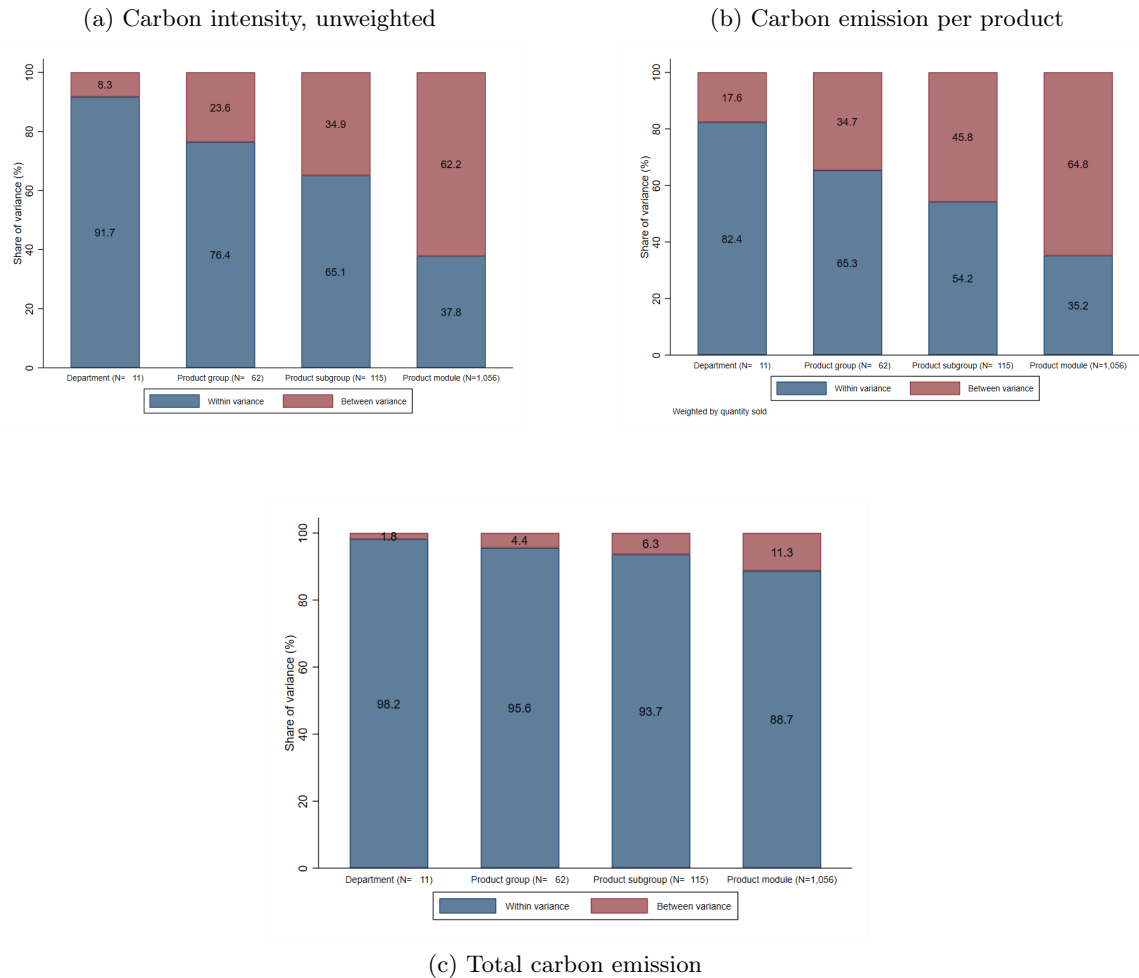 (a) Carbon intensity, unweighted
Share of variance (%)
100
80
60
40
20
0
8.3
23.6
34.9
62.2
91.7
76.4
65.1
37.8
Department (N= 11)
Product group (N= 62)
Product subgroup (N= 115)
Product module (N=1,056)
Within variance
Between variance
(b) Carbon emission per product
Share of variance (%)
100
80
60
40
20
0
17.6
34.7
45.8
64.8
82.4
65.3
54.2
35.2
Department (N= 11)
Product group (N= 62)
Product subgroup (N= 115)
Product module (N=1,056)
Within variance
Between variance
Weighted by quantity sold
Share of variance (%)
100
80
60
40
20
0
1.8
4.4
6.3
11.3
98.2
95.6
93.7
88.7
Department (N= 11)
Product group (N= 62)
Product subgroup (N= 115)
Product module (N=1,056)
Within variance
Between variance
(c) Total carbon emission